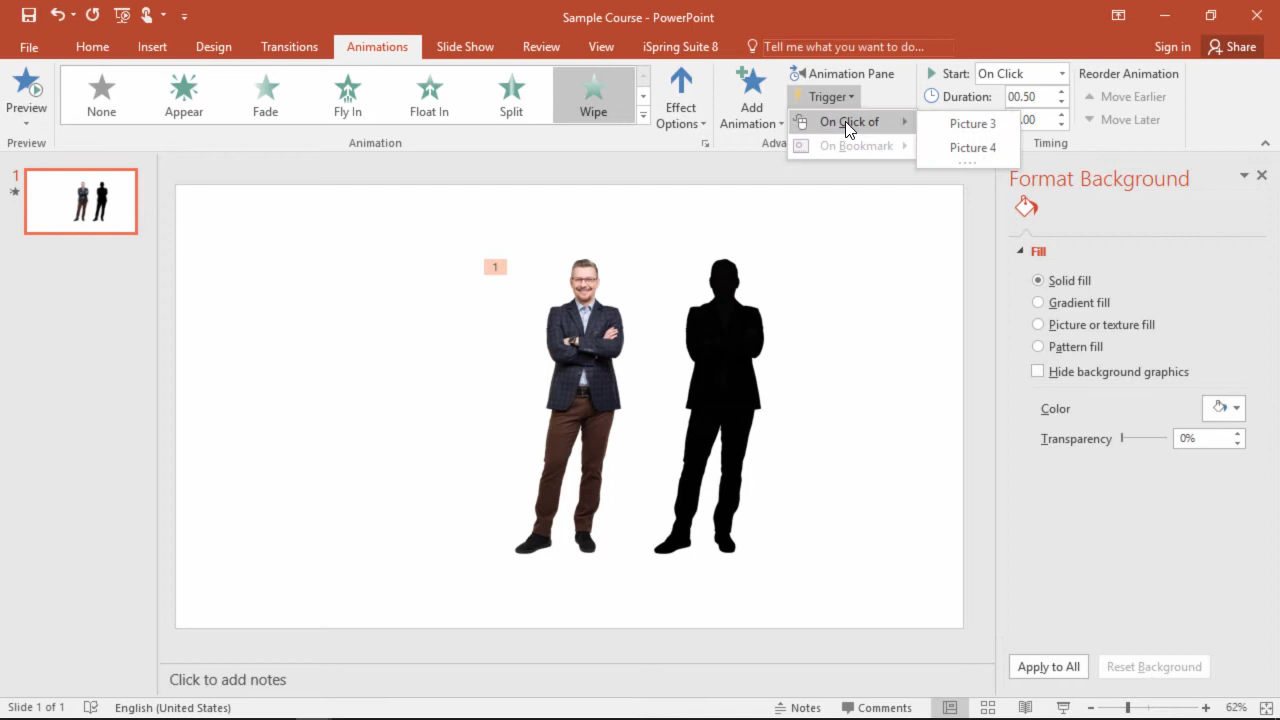 Sample Course - PowerPoint
File Home Insert Design Transitions Animations Slide Show Review View iSpring Suite 8 Tell me what you want to do... Sign in Share
Preview
None Appear Fade Fly In Float In Split Wipe
Effect Options
Add Animation
Animation Pane
Trigger
On Click of
On Bookmark
Picture 3
Picture 4
Start: On Click
Duration: 00.50
.00
Reorder Animation
Move Earlier
Move Later
Preview Animation Adva Timing
1
1
Format Background
Fill
Solid fill
Gradient fill
Picture or texture fill
Pattern fill
Hide background graphics
Color
Transparency 0%
Apply to All Reset Background
Click to add notes
Slide 1 of 1 English (United States) Notes Comments 62%